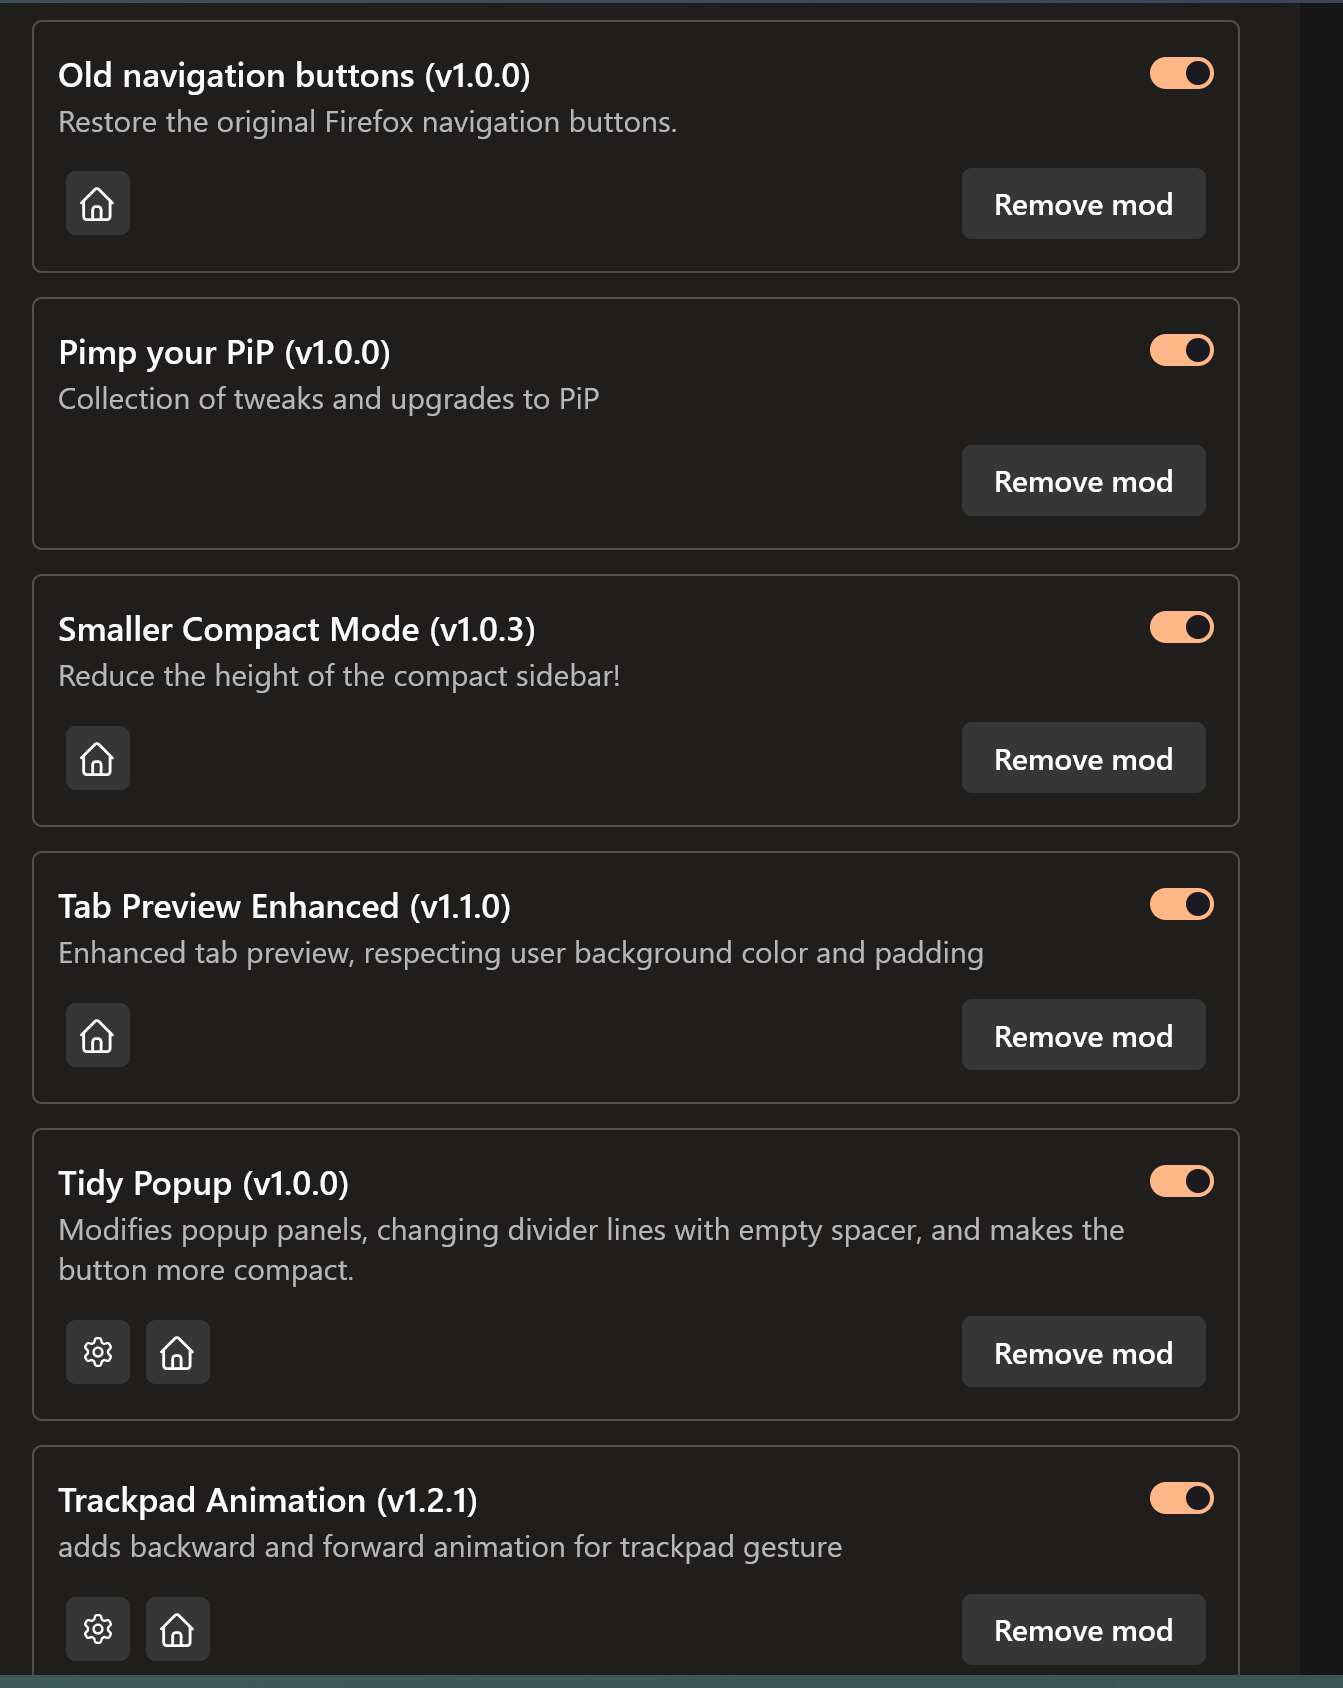 Old navigation buttons (v1.0.0)
Restore the original Firefox navigation buttons.
Remove mod
Pimp your PiP (v1.0.0)
Collection of tweaks and upgrades to PiP
Remove mod
Smaller Compact Mode (v1.0.3)
Reduce the height of the compact sidebar!
Remove mod
Tab Preview Enhanced (v1.1.0)
Enhanced tab preview, respecting user background color and padding
Remove mod
Tidy Popup (v1.0.0)
Modifies popup panels, changing divider lines with empty spacer, and makes the
button more compact.
Remove mod
Trackpad Animation (v1.2.1)
adds backward and forward animation for trackpad gesture
Remove mod